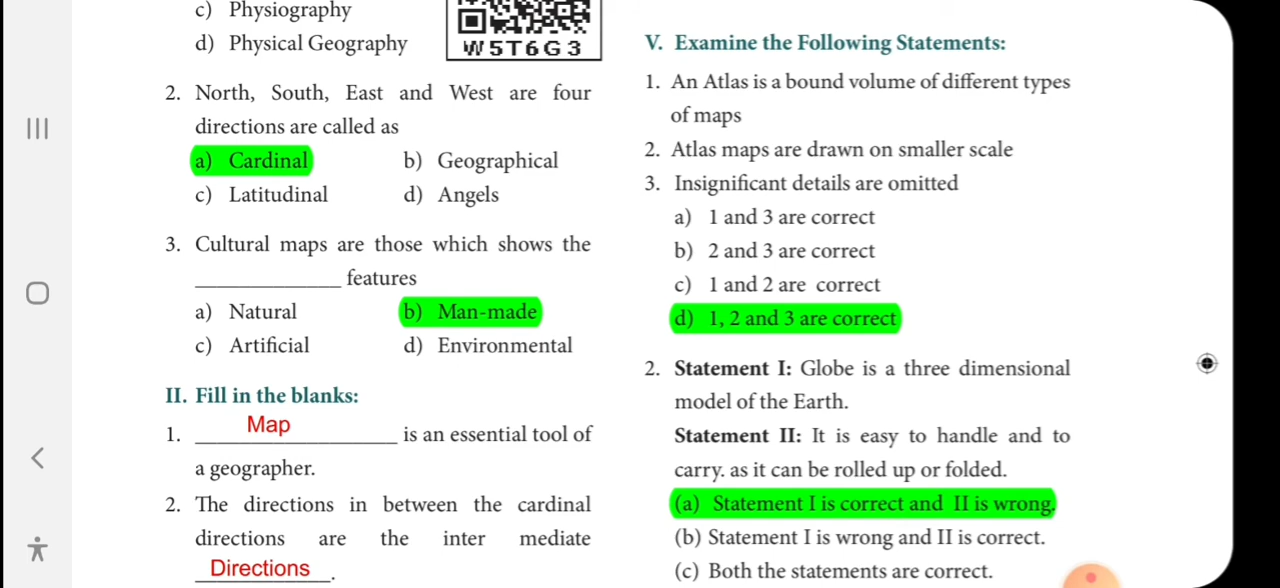 c) Physiography
d) Physical Geography
W5T6G3
2. North, South, East and West are four
directions are called as
a) Cardinal b) Geographical
c) Latitudinal d) Angels
3. Cultural maps are those which shows the
______________ features
a) Natural b) Man-made
c) Artificial d) Environmental
II. Fill in the blanks:
1. Map is an essential tool of
a geographer.
2. The directions in between the cardinal
directions are the inter mediate
Directions.
V. Examine the Following Statements:
1. An Atlas is a bound volume of different types
of maps
2. Atlas maps are drawn on smaller scale
3. Insignificant details are omitted
a) 1 and 3 are correct
b) 2 and 3 are correct
c) 1 and 2 are correct
d) 1, 2 and 3 are correct
2. Statement I: Globe is a three dimensional
model of the Earth.
Statement II: It is easy to handle and to
carry. as it can be rolled up or folded.
(a) Statement I is correct and II is wrong.
(b) Statement I is wrong and II is correct.
(c) Both the statements are correct.